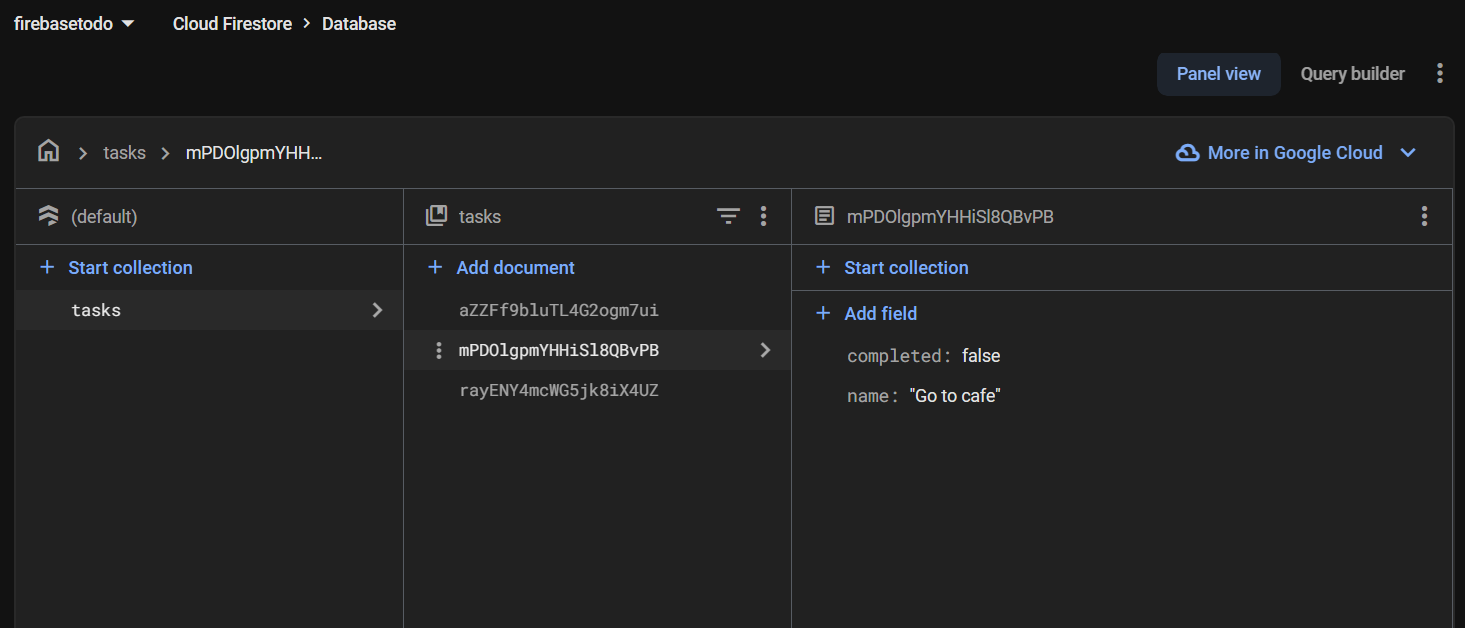 firebasetodo Cloud Firestore > Database
Panel view Query builder
tasks mPDOlgpmYHH... More in Google Cloud
(default) tasks mPDOlgpmYHHiSl8QBvPB
+ Start collection + Add document + Start collection
tasks aZZFf9bluTL4G2ogm7ui + Add field
mPDOlgpmYHHiSl8QBvPB completed: false
rayENY4mcWG5jk8iX4UZ name: "Go to cafe"